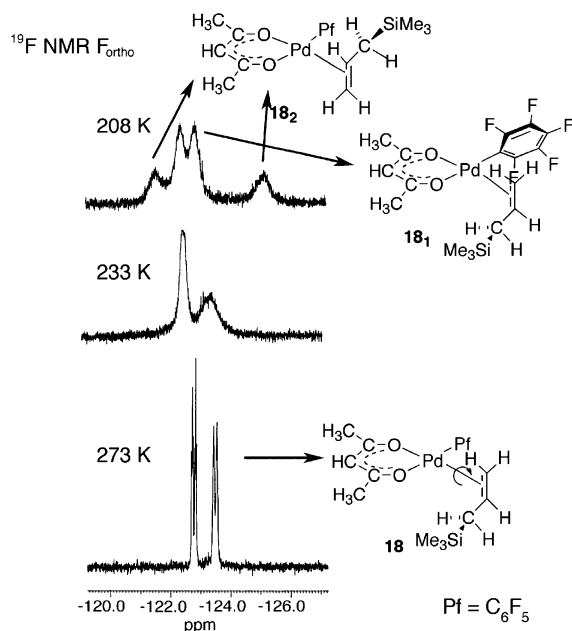 ¹⁹F NMR F_ortho
208 K
H₃C
C
O
HC
C
O
H₃C
Pd
Pf
H
SiMe₃
C
H
H
H
H
18₂
H₃C
C
O
HC
C
O
H₃C
Pd
F
F
F
F
F
H
H
H
H
C
H
Me₃Si
18₁
233 K
273 K
H₃C
C
O
HC
C
O
H₃C
Pd
Pf
H
H
H
H
C
H
Me₃Si
18
-120.0 -122.0 -124.0 -126.0
ppm
Pf = C₆F₅